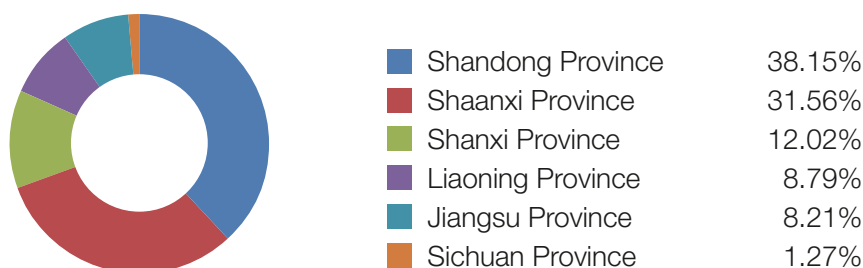 Shandong Province 38.15%
Shaanxi Province 31.56%
Shanxi Province 12.02%
Liaoning Province 8.79%
Jiangsu Province 8.21%
Sichuan Province 1.27%